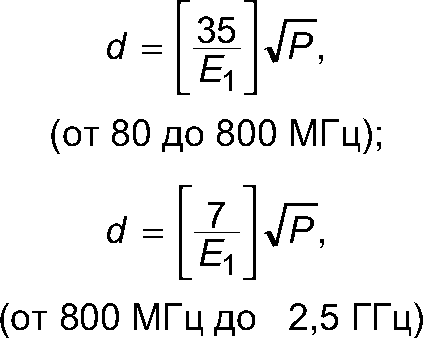 d = [35/E₁]√P,
(от 80 до 800 МГц);
d = [7/E₁]√P,
(от 800 МГц до 2,5 ГГц)